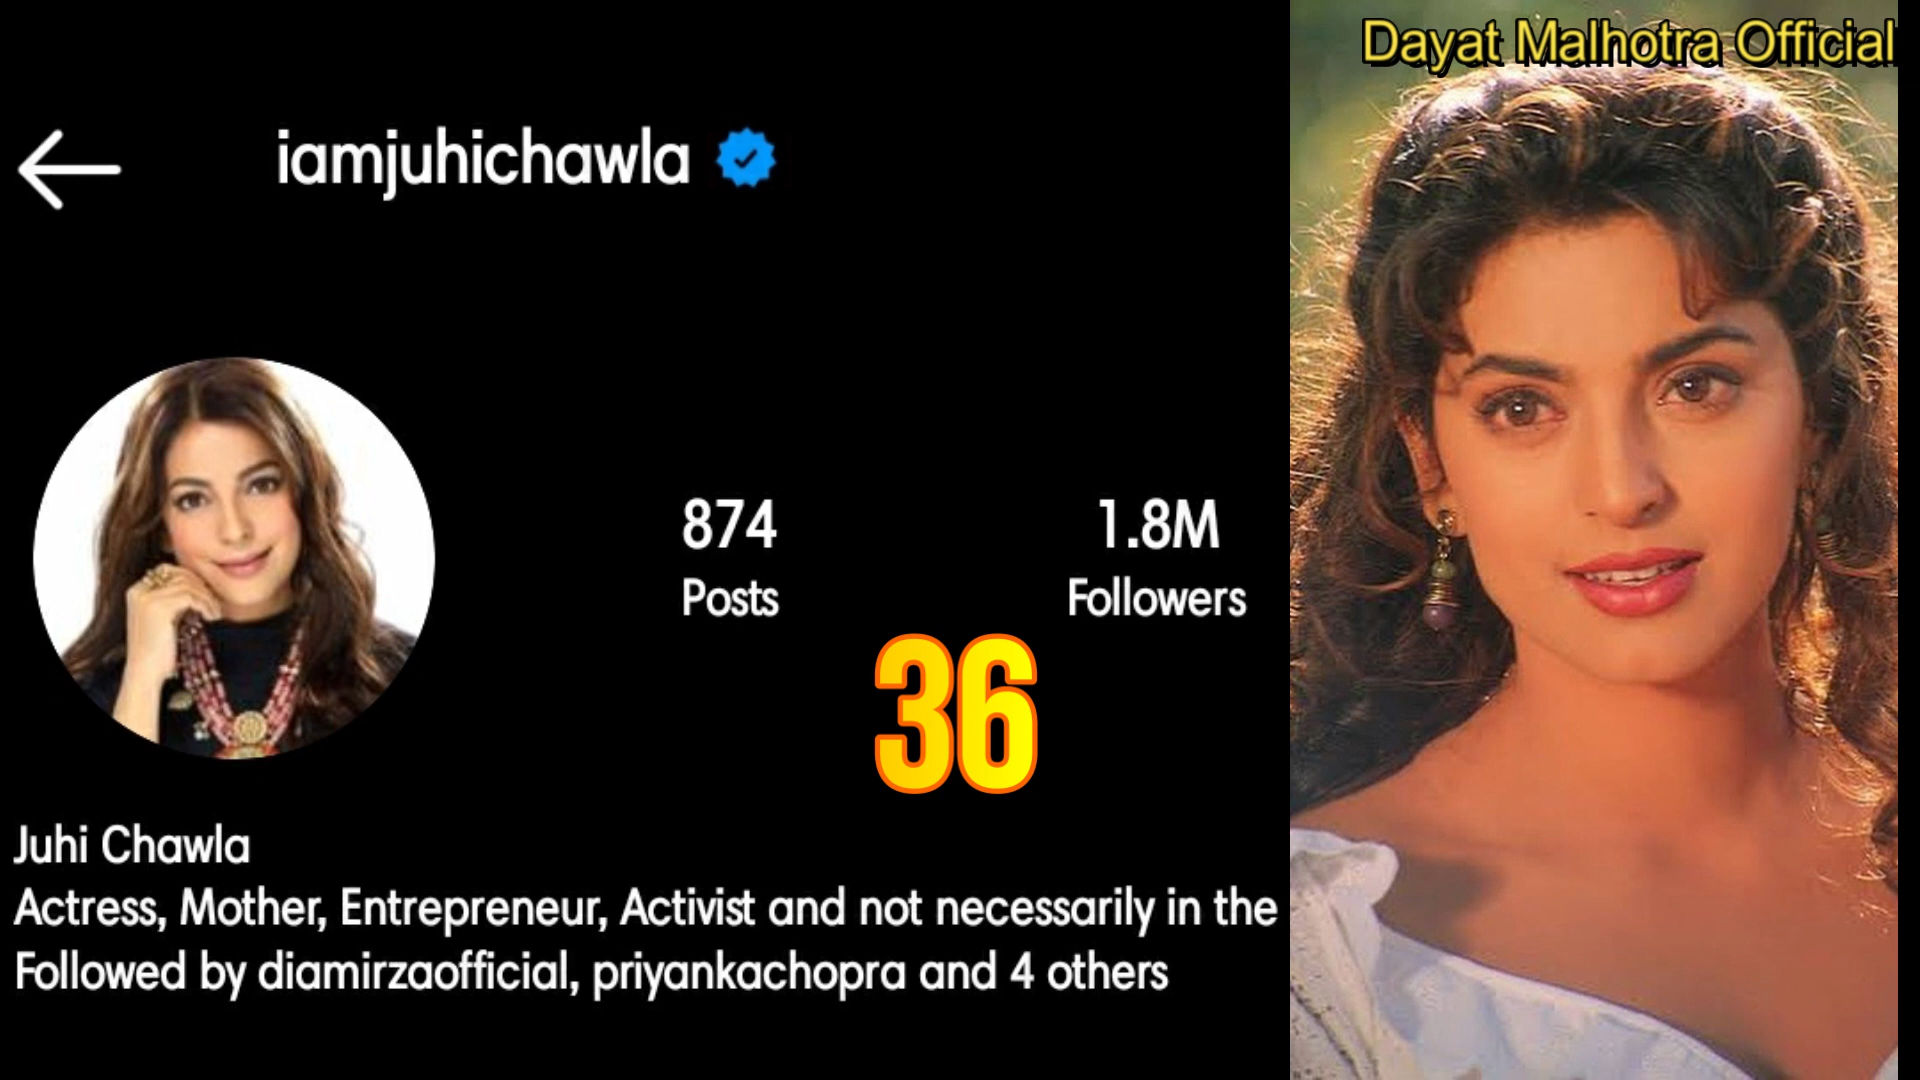 Dayat Malhotra Official
iamjuhichawla
874
Posts
1.8M
Followers
36
Juhi Chawla
Actress, Mother, Entrepreneur, Activist and not necessarily in the
Followed by diamirzaofficial, priyankachopra and 4 others